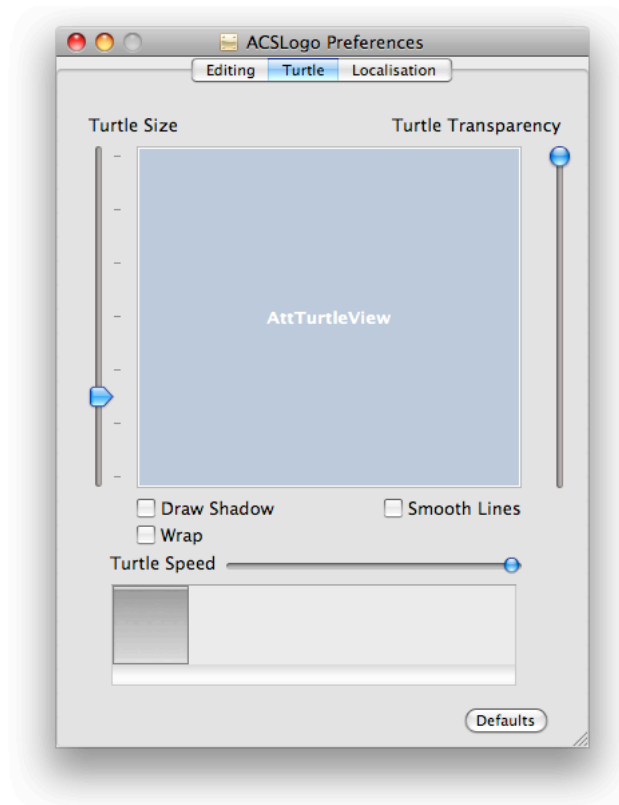 ACSLogo Preferences
Editing Turtle Localisation
Turtle Size Turtle Transparency
AttTurtleView
Draw Shadow Smooth Lines
Wrap
Turtle Speed
Defaults